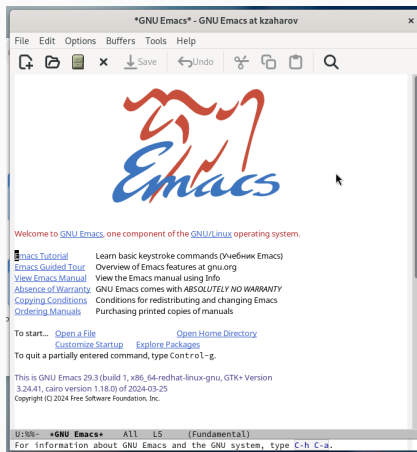 *GNU Emacs* - GNU Emacs at kzaharov
File Edit Options Buffers Tools Help
Save Undo
Emacs
Welcome to GNU Emacs, one component of the GNU/Linux operating system.
Emacs Tutorial Learn basic keystroke commands (Учебник Emacs)
Emacs Guided Tour Overview of Emacs features at gnu.org
View Emacs Manual View the Emacs manual using Info
Absence of Warranty GNU Emacs comes with ABSOLUTELY NO WARRANTY
Copying Conditions Conditions for redistributing and changing Emacs
Ordering Manuals Purchasing printed copies of manuals
To start... Open a File Open Home Directory
Customize Startup Explore Packages
To quit a partially entered command, type Control-g.
This is GNU Emacs 29.3 (build 1, x86_64-redhat-linux-gnu, GTK+ Version
3.24.41, cairo version 1.18.0) of 2024-03-25
Copyright (C) 2024 Free Software Foundation, Inc.
U:%%- *GNU Emacs* All L5 (Fundamental)
For information about GNU Emacs and the GNU system, type C-h C-a.